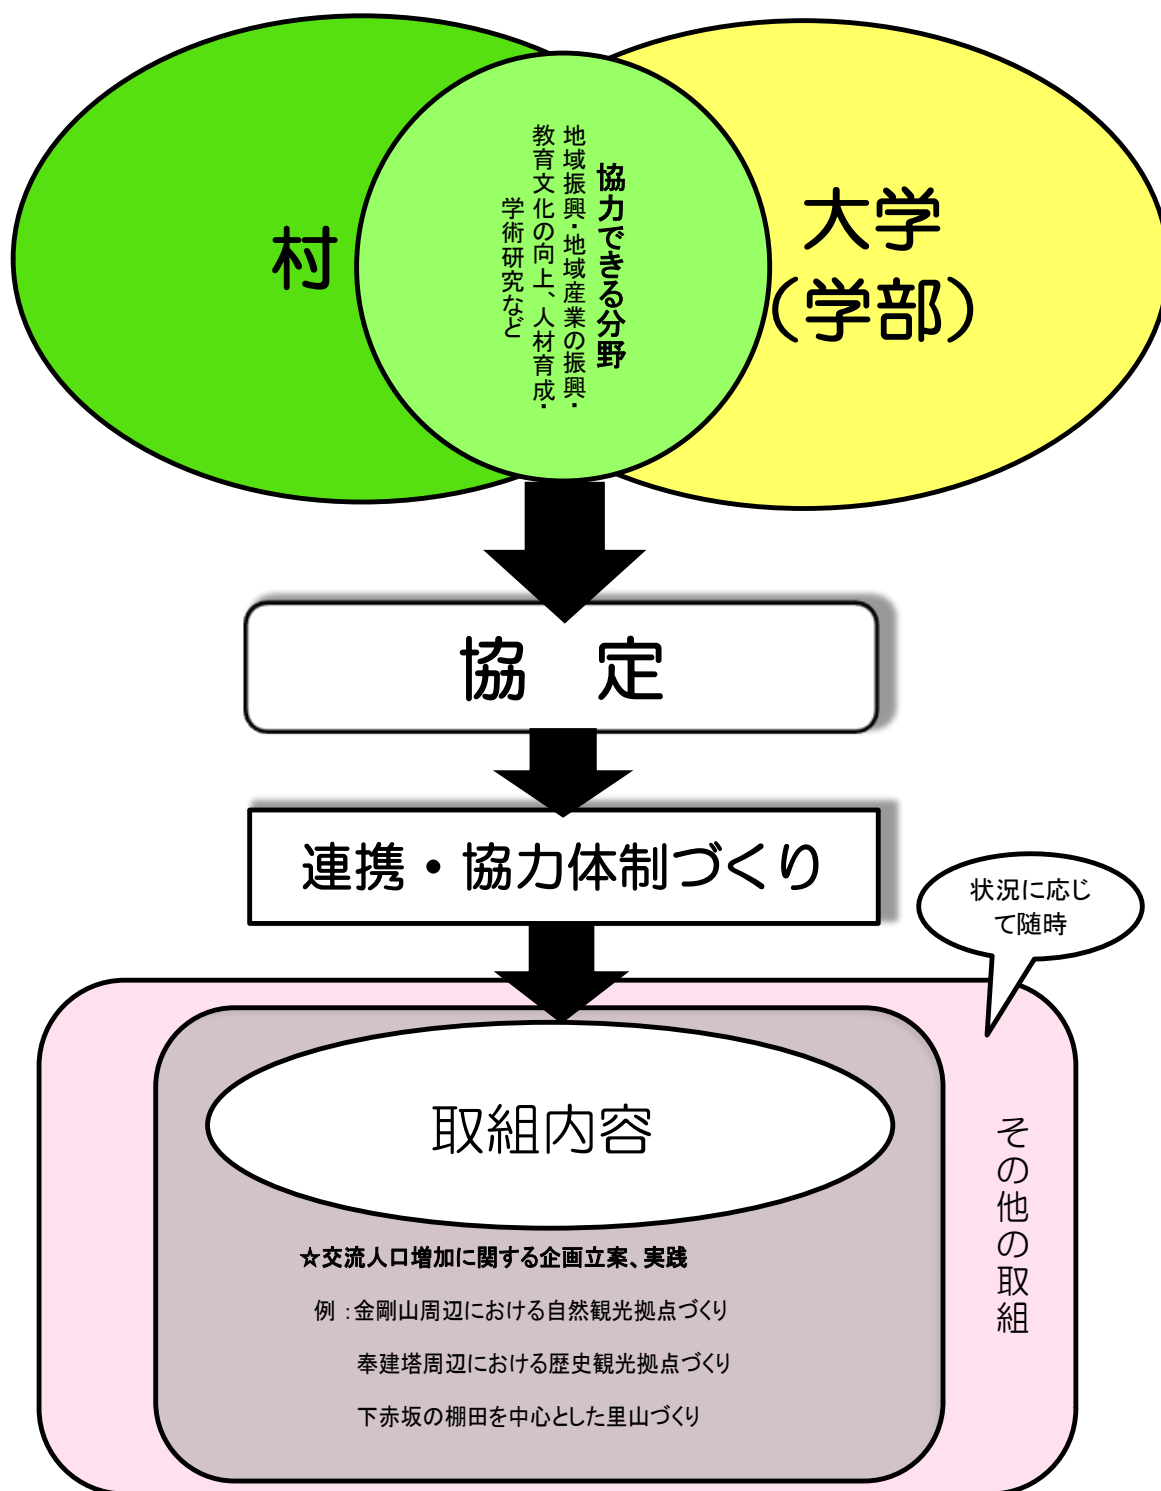 村
協力できる分野
地域振興・地域産業の振興・
教育文化の向上、人材育成・
学術研究など
大学
（学部）
協　定
連携・協力体制づくり
状況に応じ
て随時
取組内容
☆交流人口増加に関する企画立案、実践
例：金剛山周辺における自然観光拠点づくり
奉建塔周辺における歴史観光拠点づくり
下赤坂の棚田を中心とした里山づくり
その他の取組